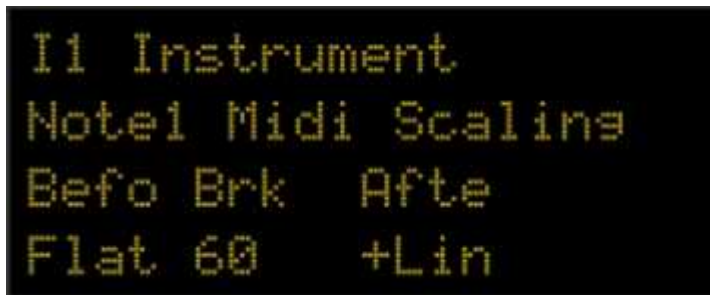 I1 Instrument
Note1 Midi Scaling
Befo Brk Afte
Flat 60 +Lin